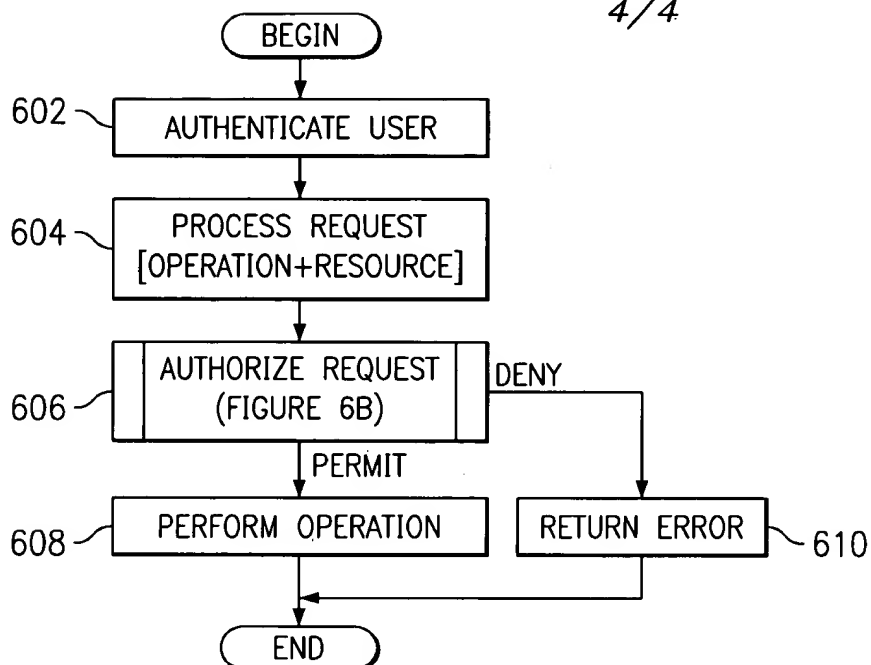 4/4
BEGIN
602
AUTHENTICATE USER
604
PROCESS REQUEST
[OPERATION+RESOURCE]
606
AUTHORIZE REQUEST
(FIGURE 6B)
DENY
PERMIT
608
PERFORM OPERATION
RETURN ERROR
610
END